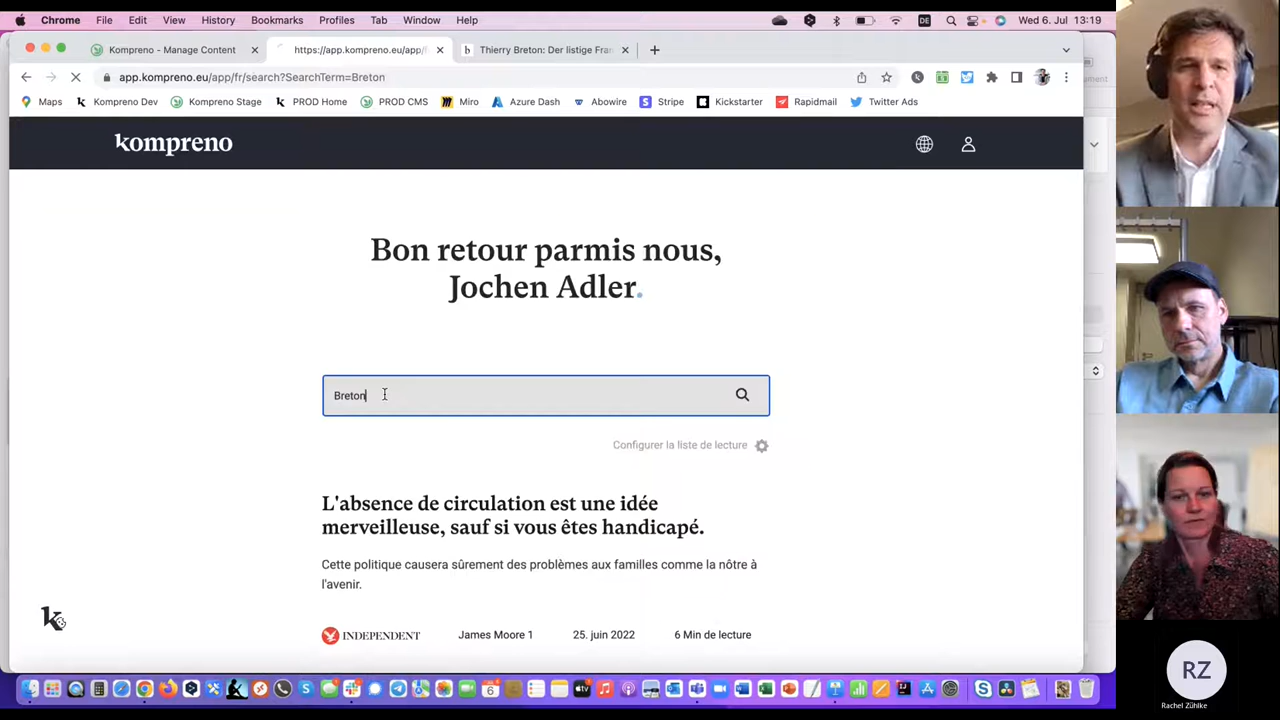 Chrome File Edit View History Bookmarks Profiles Tab Window Help DE Wed 6. Jul 13:19
Kompreno - Manage Content https://app.kompreno.eu/app/f Thierry Breton: Der listige Fran
app.kompreno.eu/app/fr/search?SearchTerm=Breton
Maps Kompreno Dev Kompreno Stage PROD Home PROD CMS Miro Azure Dash Abowire Stripe Kickstarter Rapidmail Twitter Ads
kompreno
Bon retour parmis nous,
Jochen Adler.
Breton
Configurer la liste de lecture
L'absence de circulation est une idée
merveilleuse, sauf si vous êtes handicapé.
Cette politique causera sûrement des problèmes aux familles comme la nôtre à
l'avenir.
INDEPENDENT James Moore 1 25. juin 2022 6 Min de lecture
RZ
Rachel Zühlke